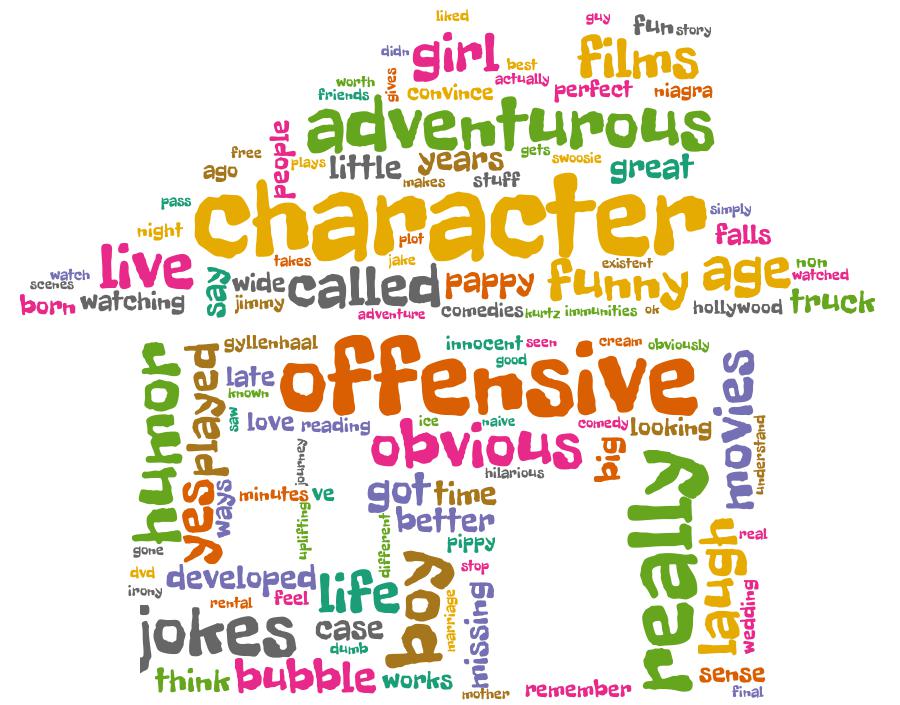 liked
guy
fun story
didn girl films
best
actually
worth gives
friends convince perfect niagra
adventurous
people
free plays little years gets swoosie great
ago makes stuff
pass character simply
night plot falls
takes jake existent
watch live say wide called pappy funny age non
scenes watched
born watching jimmy adventure comedies kurtz immunities ok hollywood truck
humor played gyllenhaal offensive innocent seen cream obviously movies
good
late
known
saw love reading ice naive comedy looking understand
obvious big
yes ways journey hilarious
minutes ve got time really
uplifting better
different pippy laugh real
gone
dvd developed life boy stop
irony marriage missing wedding
rental feel
jokes case
dumb
think bubble works sense
mother remember final